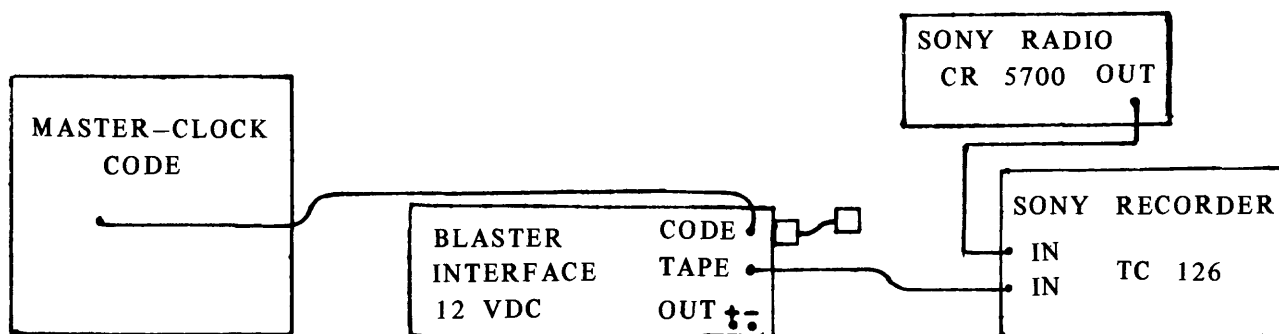 SONY RADIO
CR 5700 OUT
MASTER–CLOCK
CODE
BLASTER
INTERFACE
12 VDC
CODE
TAPE
OUT + –
SONY RECORDER
IN
IN
TC 126